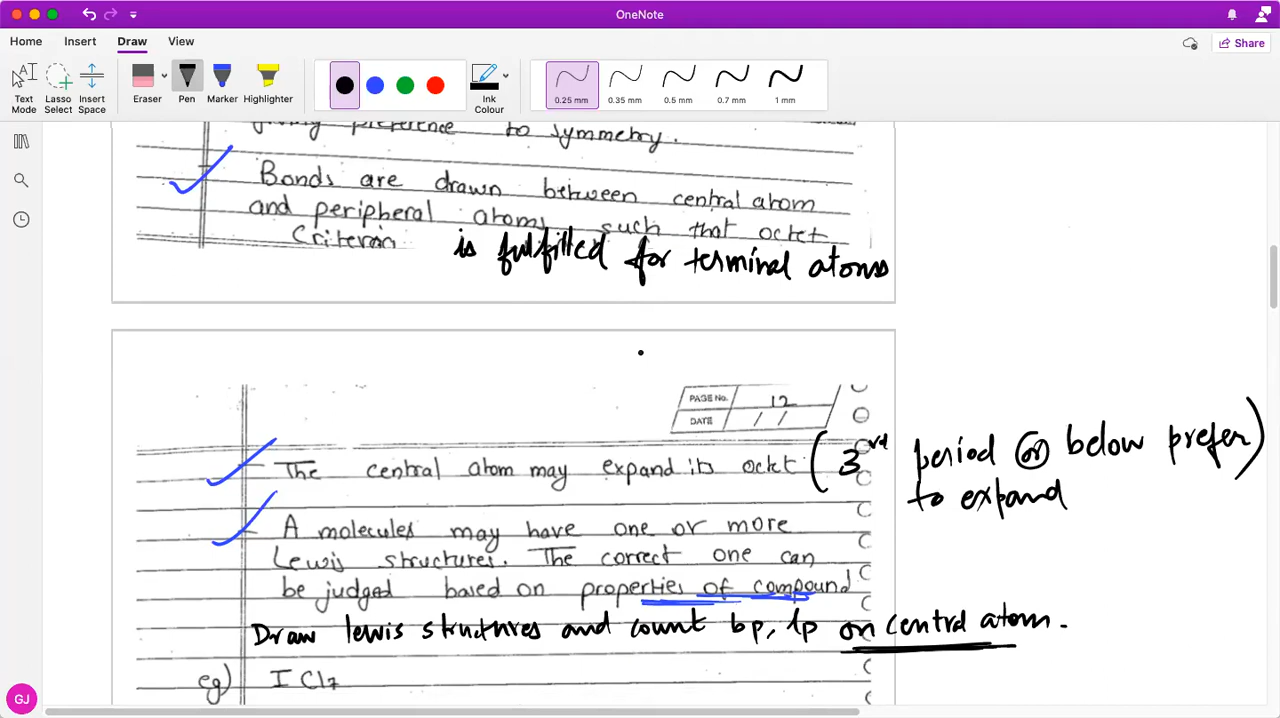 OneNote
Home Insert Draw View
Share
Text Mode
Lasso Select
Insert Space
Eraser
Pen
Marker
Highlighter
Ink Colour
0.25 mm
0.35 mm
0.5 mm
0.7 mm
1 mm
preference to symmetry.
Bonds are drawn between central atom
and peripheral atoms such that octet
Criterion is fulfilled for terminal atoms
PAGE No. 12
DATE / /
The central atom may expand its octet (3rd period or below prefer)
to expand
A molecules may have one or more
Lewis structures. The correct one can
be judged based on properties of compound
Draw lewis structures and count bp, lp on central atom.
eg) ICl7
GJ